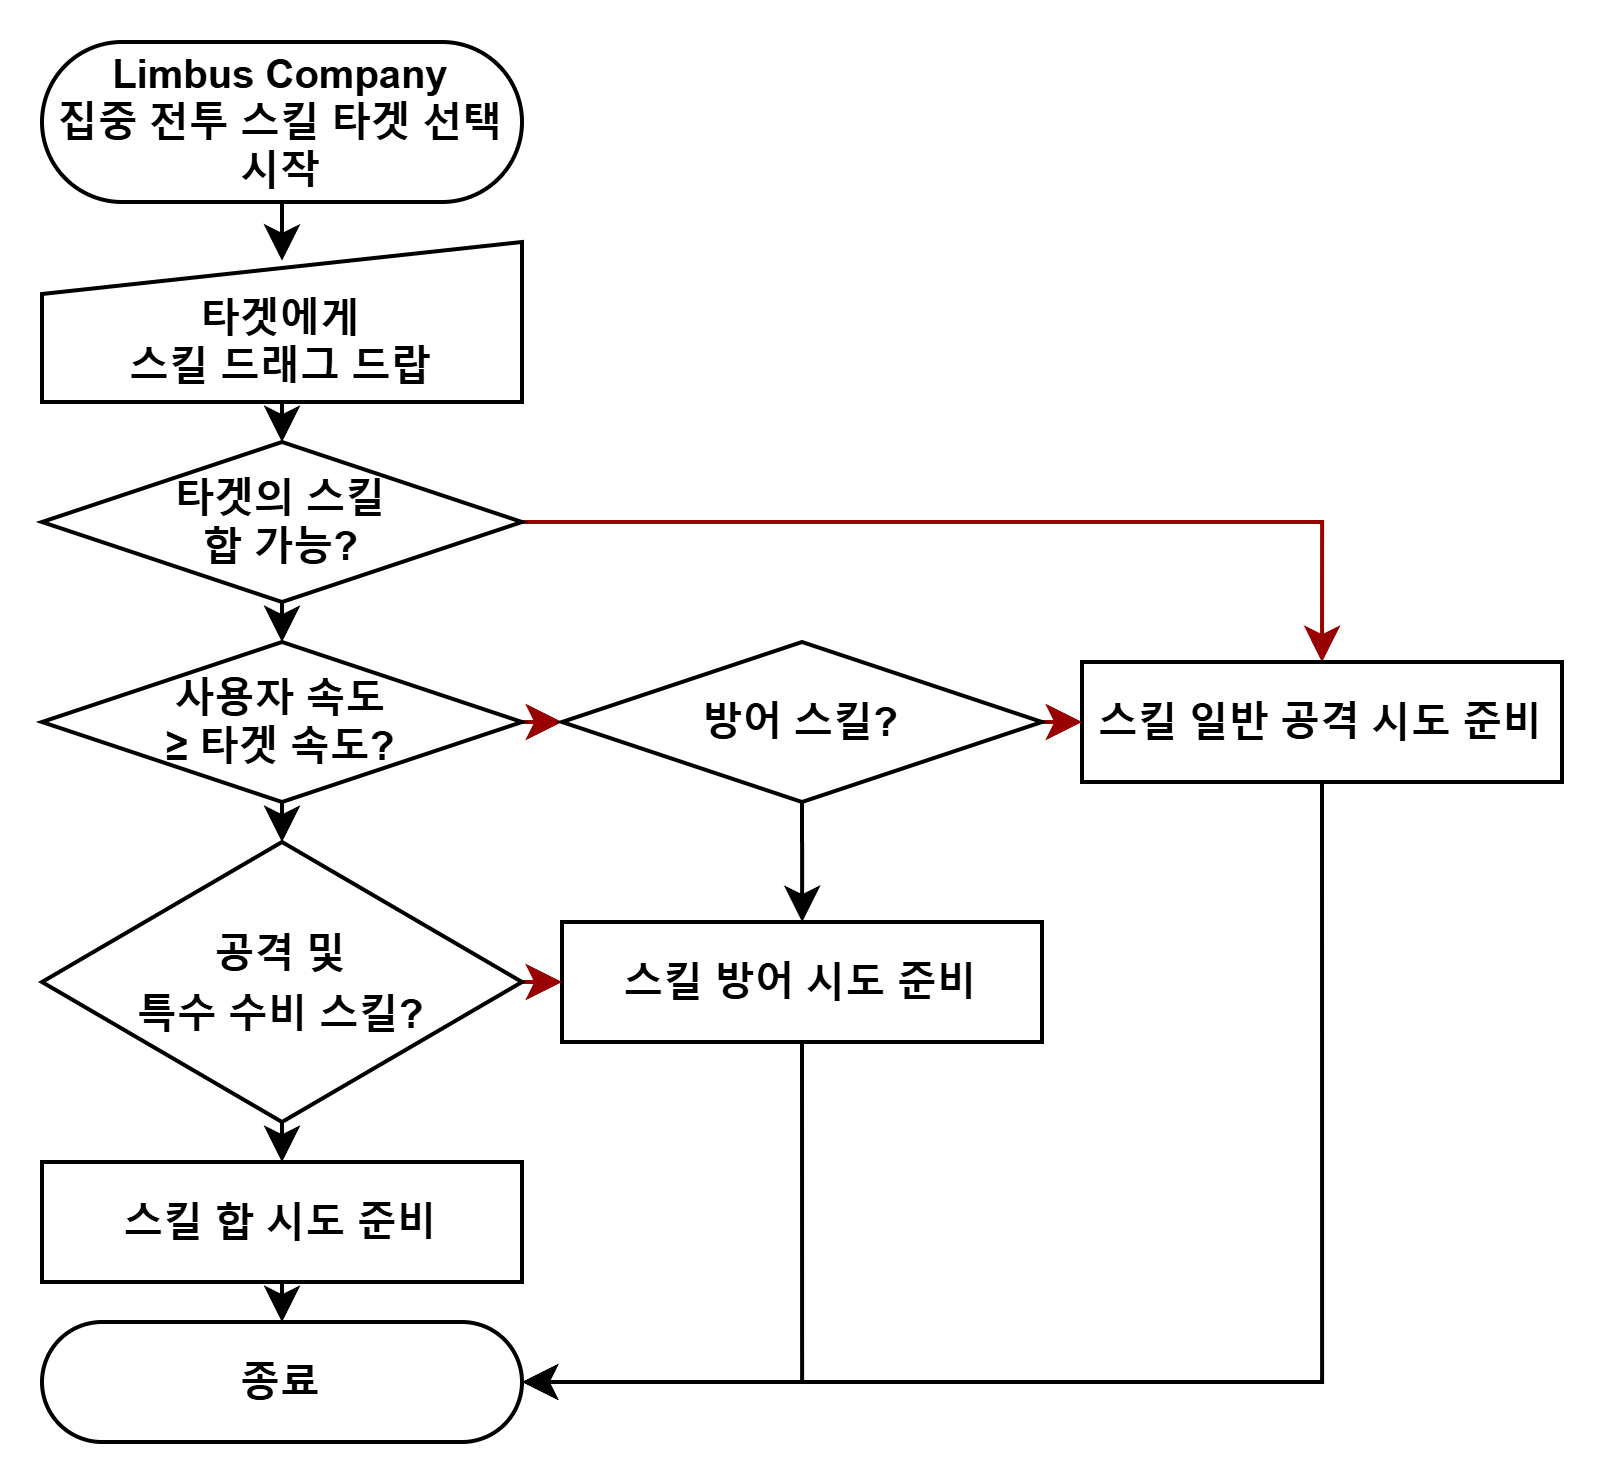 Limbus Company
집중 전투 스킬 타겟 선택
시작
타겟에게
스킬 드래그 드랍
타겟의 스킬
합 가능?
사용자 속도
≥ 타겟 속도?
방어 스킬?
스킬 일반 공격 시도 준비
공격 및
특수 수비 스킬?
스킬 방어 시도 준비
스킬 합 시도 준비
종료